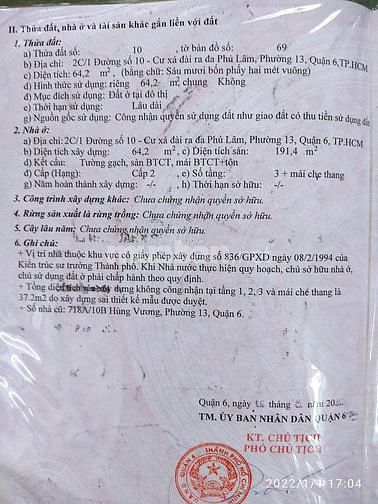 II. Thửa đất, nhà ở và tài sản khác gắn liền với đất
1. Thửa đất:
a) Thửa đất số: 10 , tờ bản đồ số: 69
b) Địa chỉ: 2C/1 Đường số 10 - Cư xá đài ra đa Phú Lâm, Phường 13, Quận 6, TP.HCM
c) Diện tích: 64,2 m², (bằng chữ: Sáu mươi bốn phẩy hai mét vuông)
d) Hình thức sử dụng: riêng 64,2 m², chung Không
đ) Mục đích sử dụng: Đất ở tại đô thị
e) Thời hạn sử dụng: Lâu dài
g) Nguồn gốc sử dụng: Công nhận quyền sử dụng đất như giao đất có thu tiền sử dụng đất
2. Nhà ở:
a) Địa chỉ: 2C/1 Đường số 10 - Cư xá đài ra đa Phú Lâm, Phường 13, Quận 6, TP.HCM
b) Diện tích xây dựng: 64,2 m², c) Diện tích sàn: 191,4 m²
d) Kết cấu: Tường gạch, sàn BTCT, mái BTCT+tôn
đ) Cấp (Hạng): Cấp 2 , e) Số tầng: 3 + mái che thang
g) Năm hoàn thành xây dựng: -/- , h) Thời hạn sở hữu: -/-
3. Công trình xây dựng khác: Chưa chứng nhận quyền sở hữu.
4. Rừng sản xuất là rừng trồng: Chưa chứng nhận quyền sở hữu.
5. Cây lâu năm: Chưa chứng nhận quyền sở hữu.
6. Ghi chú:
+ Vị trí nhà thuộc khu vực có giấy phép xây dựng số 836/GPXD ngày 08/2/1994 của
Kiến trúc sư trưởng Thành phố. Khi Nhà nước thực hiện quy hoạch, chủ sở hữu nhà ở,
chủ sử dụng đất ở phải chấp hành theo quy định.
+ Tổng diện tích xây dựng không công nhận tại tầng 1, 2, 3 và mái che thang là
37.2m2 do xây dựng sai thiết kế mẫu được duyệt.
+ Số nhà cũ: 718A/10B Hùng Vương, Phường 13, Quận 6.
Quận 6, ngày tháng năm 20
TM. ỦY BAN NHÂN DÂN QUẬN 6
KT. CHỦ TỊCH
PHÓ CHỦ TỊCH
2022/1/1 17:04